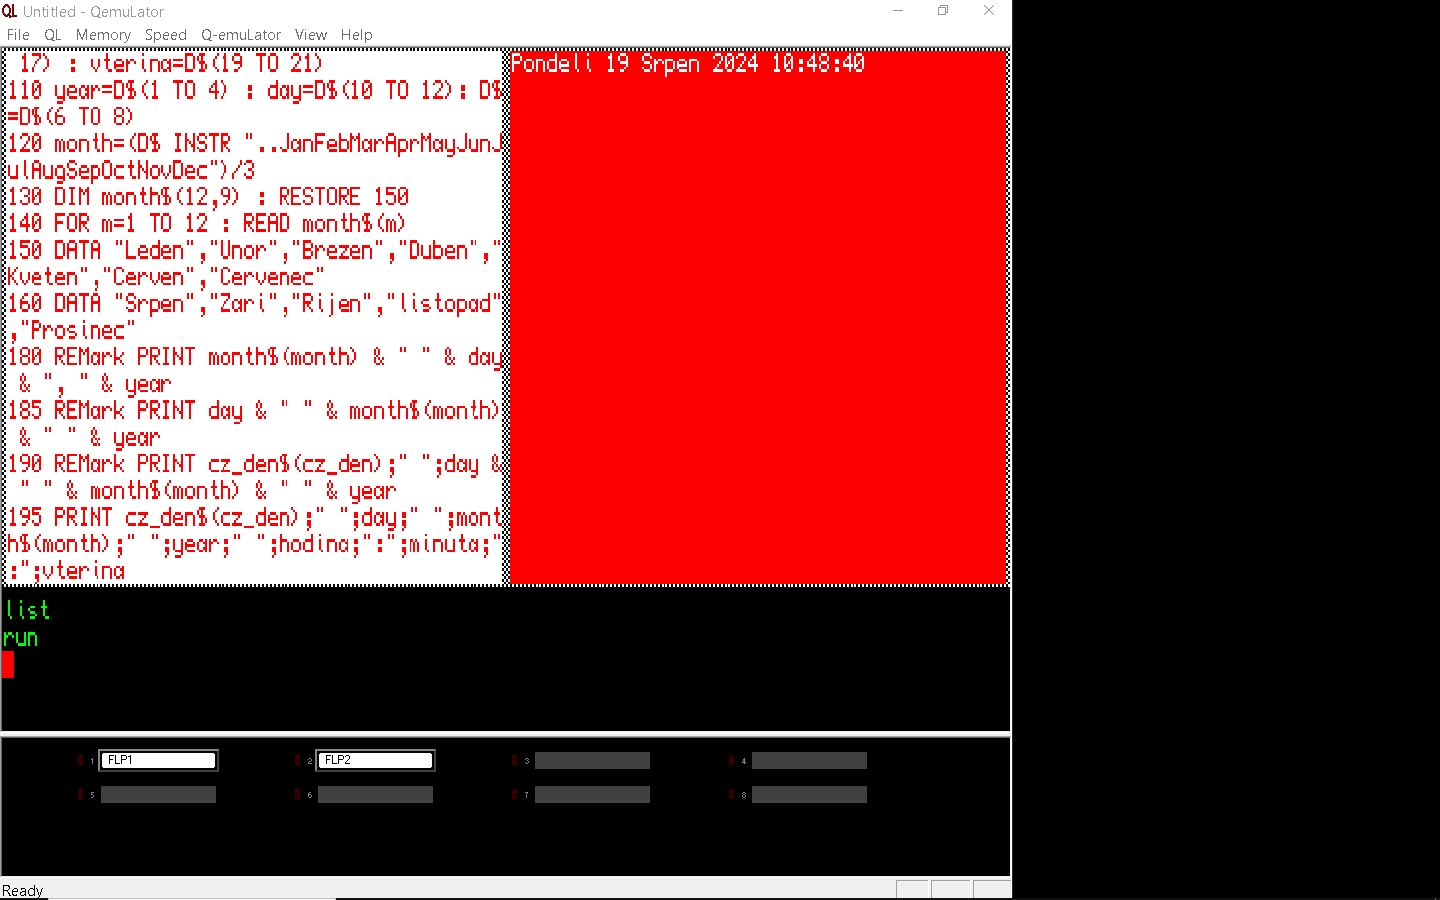 QL Untitled - QemuLator
File QL Memory Speed Q-emuLator View Help
17) : vterina=D$(19 TO 21)
110 year=D$(1 TO 4) : day=D$(10 TO 12): D$
=D$(6 TO 8)
120 month=(D$ INSTR "..JanFebMarAprMayJunJ
ulAugSepOctNovDec")/3
130 DIM month$(12,9) : RESTORE 150
140 FOR m=1 TO 12 : READ month$(m)
150 DATA "Leden","Unor","Brezen","Duben","
Kveten","Cerven","Cervenec"
160 DATA "Srpen","Zari","Rijen","listopad"
,"Prosinec"
180 REMark PRINT month$(month) & " " & day
& ", " & year
185 REMark PRINT day & " " & month$(month)
& " " & year
190 REMark PRINT cz_den$(cz_den);" ";day &
" " & month$(month) & " " & year
195 PRINT cz_den$(cz_den);" ";day;" ";mont
h$(month);" ";year;" ";hodina;":";minuta;"
:";vterina
Pondeli 19 Srpen 2024 10:48:40
list
run
1 FLP1 2 FLP2 3 4
5 6 7 8
Ready